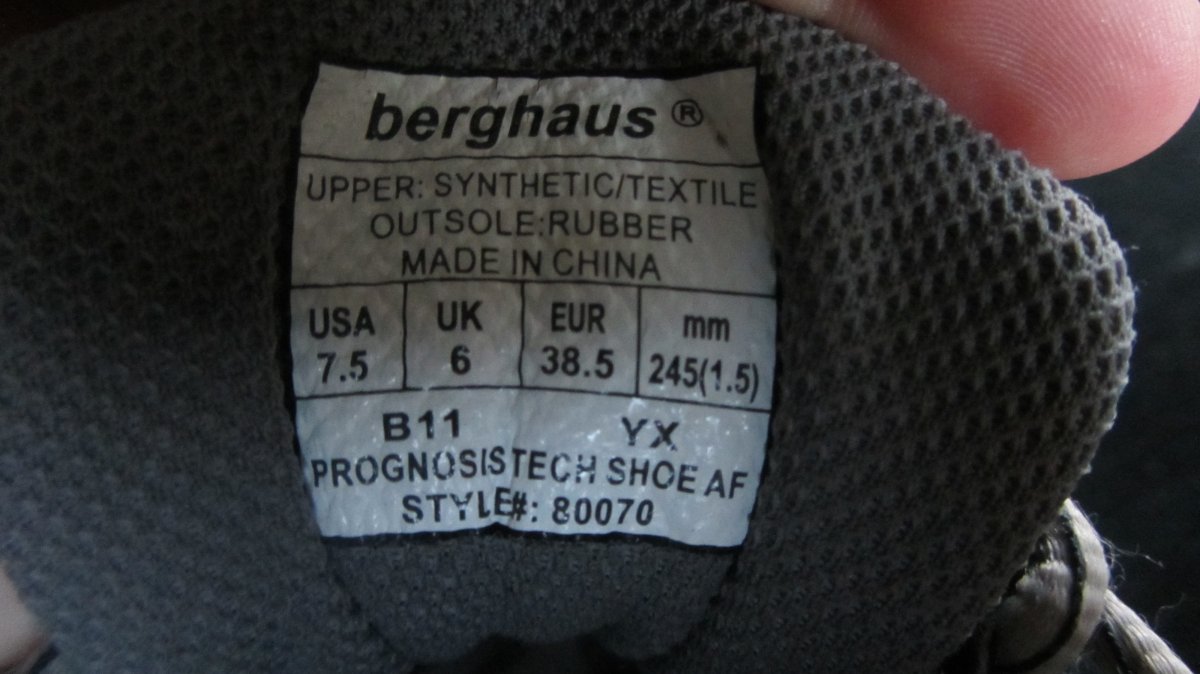 berghaus ®
UPPER: SYNTHETIC/TEXTILE
OUTSOLE:RUBBER
MADE IN CHINA
USA UK EUR mm
7.5 6 38.5 245(1.5)
B11 YX
PROGNOSISTECH SHOE AF
STYLE#: 80070